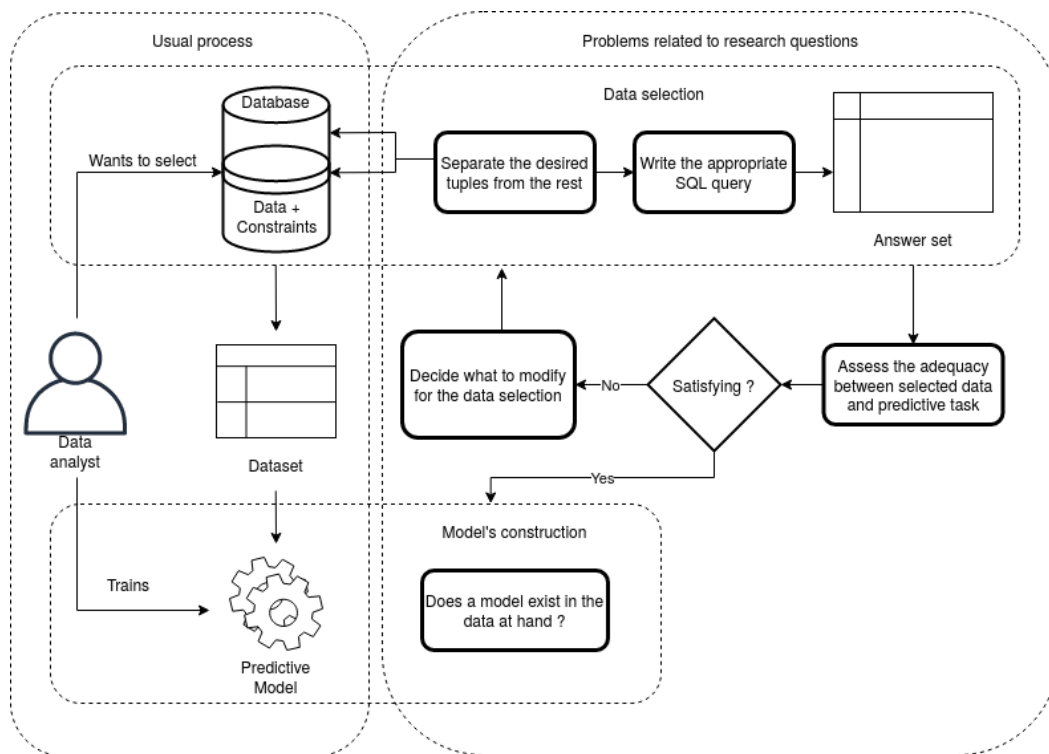 Usual process
Problems related to research questions
Database
Data selection
Wants to select
Separate the desired
tuples from the rest
Write the appropriate
SQL query
Data +
Constraints
Answer set
Decide what to modify
for the data selection
No
Satisfying ?
Assess the adequacy
between selected data
and predictive task
Data
analyst
Dataset
Yes
Model's construction
Trains
Does a model exist in the
data at hand ?
Predictive
Model